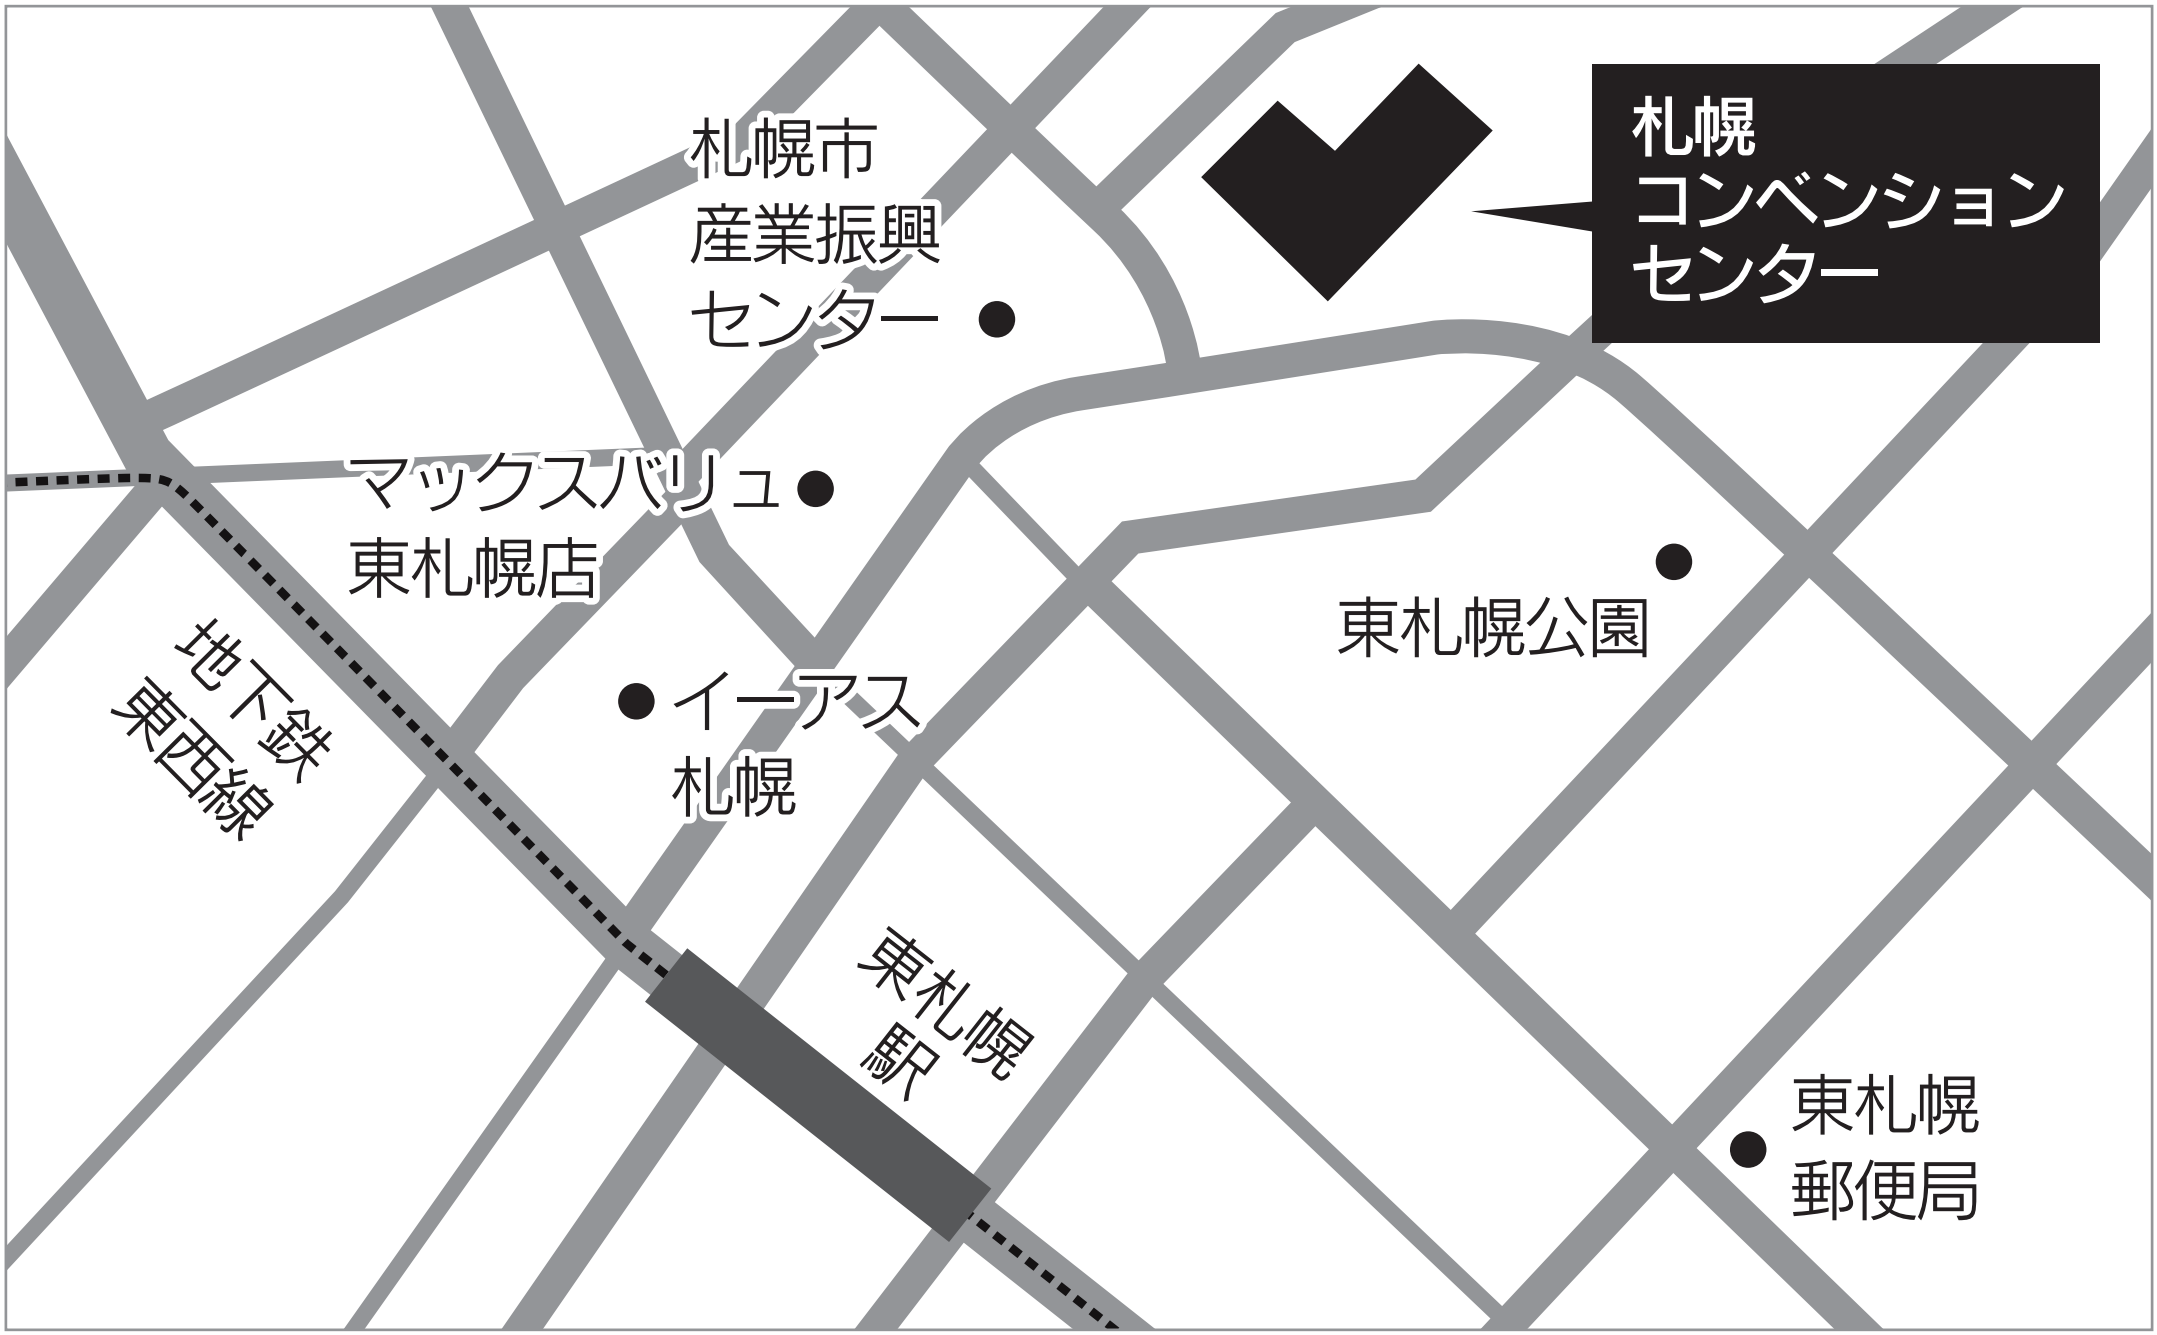 札幌市
産業振興
センター
札幌
コンベンション
センター
マックスバリュ
東札幌店
東札幌公園
地下鉄
東西線
イーアス
札幌
東札幌
駅
東札幌
郵便局